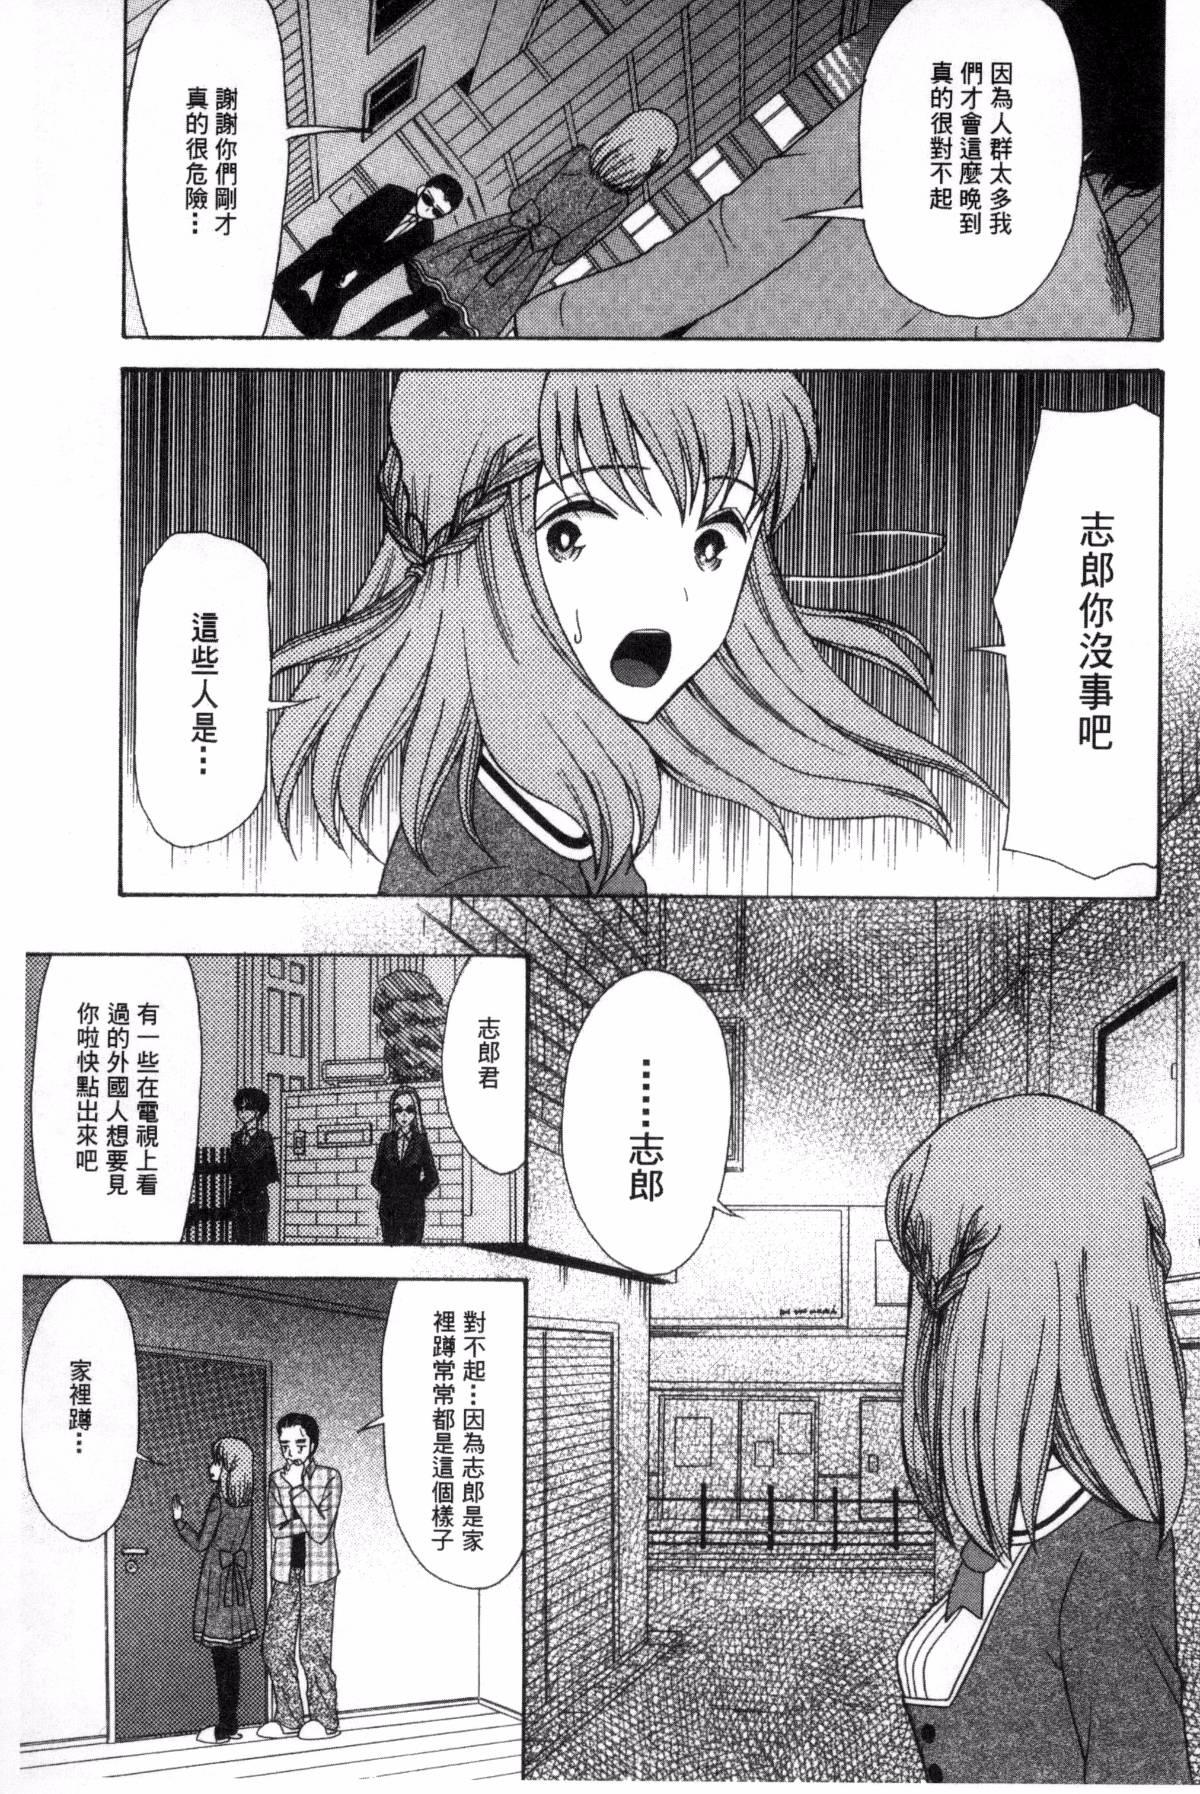 因為人群太多我
們才會這麼晚到
真的很對不起
謝謝你們剛才
真的很危險…
志郎你沒事吧
這些人是…
……志郎
志郎君
有一些在電視上看
過的外國人想要見
你啦快點出來吧
對不起…因為志郎是家
裡蹲常常都是這個樣子
家裡蹲…